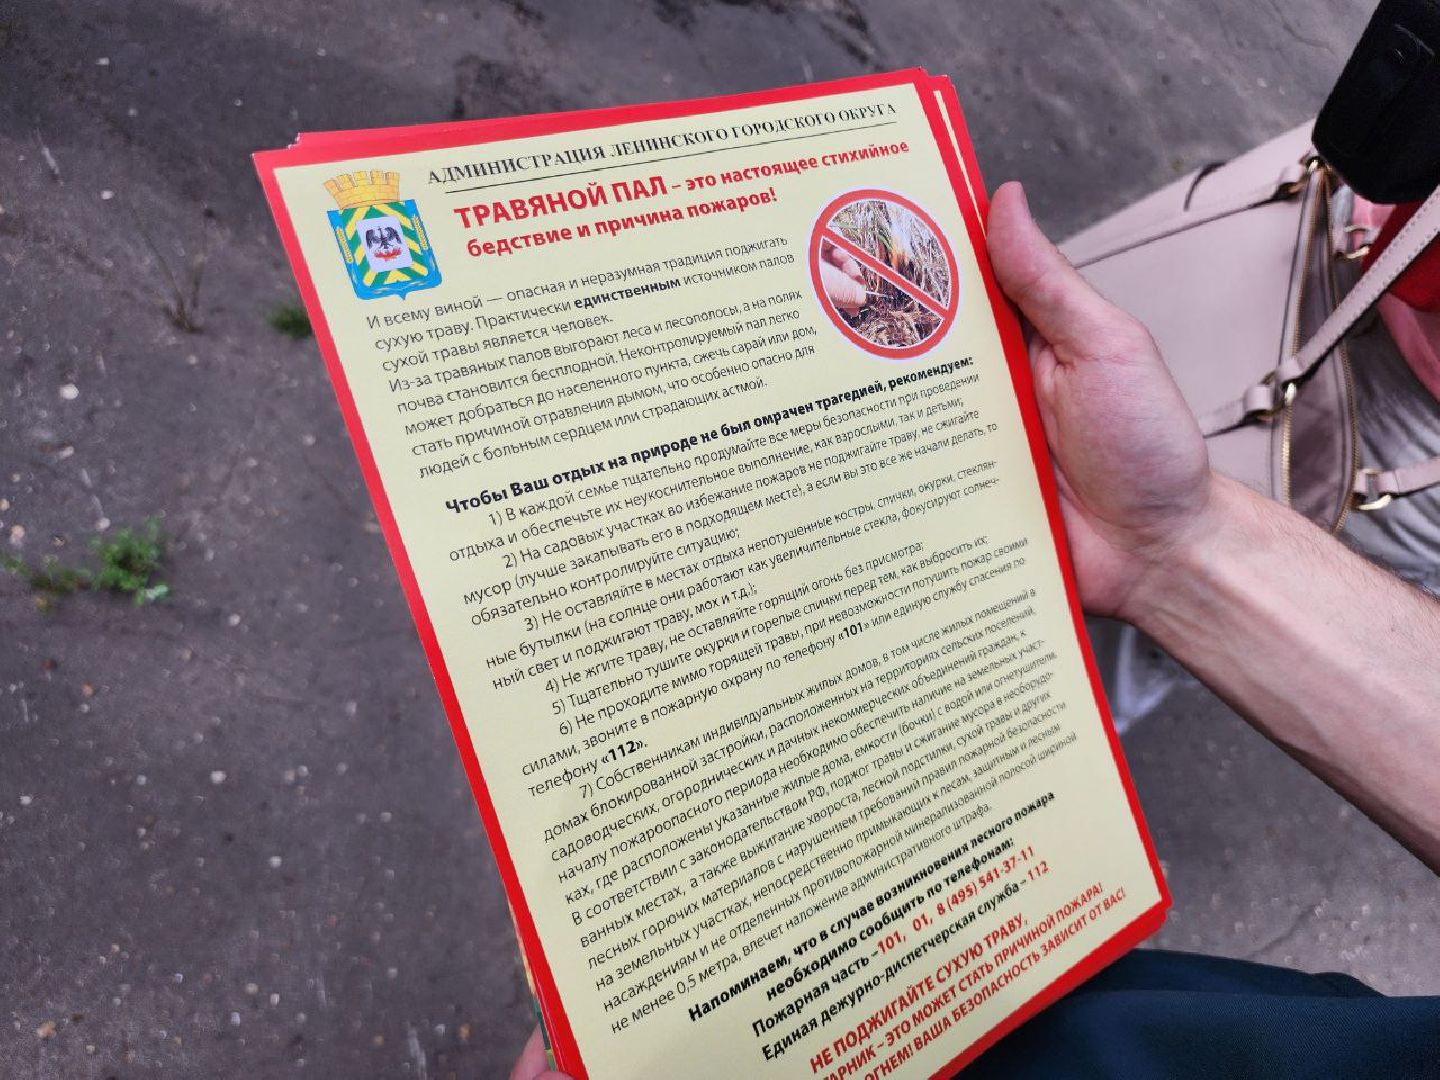 АДМИНИСТРАЦИЯ ЛЕНИНСКОГО ГОРОДСКОГО ОКРУГА
ТРАВЯНОЙ ПАЛ – это настоящее стихийное
бедствие и причина пожаров!
И всему виной — опасная и неразумная традиция поджигать
сухую траву. Практически единственным источником палов
сухой травы является человек.
Из-за травяных палов выгорают леса и лесополосы, а на полях
почва становится бесплодной. Неконтролируемый пал легко
может добраться до населенного пункта, сжечь сарай или дом,
стать причиной отравления дымом, что особенно опасно для
людей с больным сердцем или страдающих астмой.
Чтобы Ваш отдых на природе не был омрачен трагедией, рекомендуем:
1) В каждой семье тщательно продумайте все меры безопасности при проведении
отдыха и обеспечьте их неукоснительное выполнение, как взрослыми, так и детьми;
2) На садовых участках во избежание пожаров не поджигайте траву, не сжигайте
мусор (лучше закапывать его в подходящем месте), а если вы это все же начали делать, то
обязательно контролируйте ситуацию;
3) Не оставляйте в местах отдыха непотушенные костры, спички, окурки, стеклян-
ные бутылки (на солнце они работают как увеличительные стекла, фокусируют солнеч-
ный свет и поджигают траву, мох и т.д.);
4) Не жгите траву, не оставляйте горящий огонь без присмотра;
5) Тщательно тушите окурки и горелые спички перед тем, как выбросить их;
6) Не проходите мимо горящей травы, при невозможности потушить пожар своими
силами, звоните в пожарную охрану по телефону «101» или единую службу спасения по
телефону «112».
7) Собственникам индивидуальных жилых домов, в том числе жилых помещений в
домах блокированной застройки, расположенных на территориях сельских поселений,
садоводческих, огороднических и дачных некоммерческих объединений граждан, к
началу пожароопасного периода необходимо обеспечить наличие на земельных участ-
ках, где расположены указанные жилые дома, емкости (бочки) с водой или огнетушители.
В соответствии с законодательством РФ, поджог травы и сжигание мусора в необорудо-
ванных местах, а также выжигание хвороста, лесной подстилки, сухой травы и других
лесных горючих материалов с нарушением требований правил пожарной безопасности
на земельных участках, непосредственно примыкающих к лесам, защитным и лесным
насаждениям и не отделенных противопожарной минерализованной полосой шириной
не менее 0,5 метра, влечет наложение административного штрафа.
Напоминаем, что в случае возникновения лесного пожара
необходимо сообщить по телефонам:
Пожарная часть – 101, 01, 8 (495) 541-37-11
Единая дежурно-диспетчерская служба – 112
НЕ ПОДЖИГАЙТЕ СУХУЮ ТРАВУ,
– ЭТО МОЖЕТ СТАТЬ ПРИЧИНОЙ ПОЖАРА!
ОГНЕМ! ВАША БЕЗОПАСНОСТЬ ЗАВИСИТ ОТ ВАС!